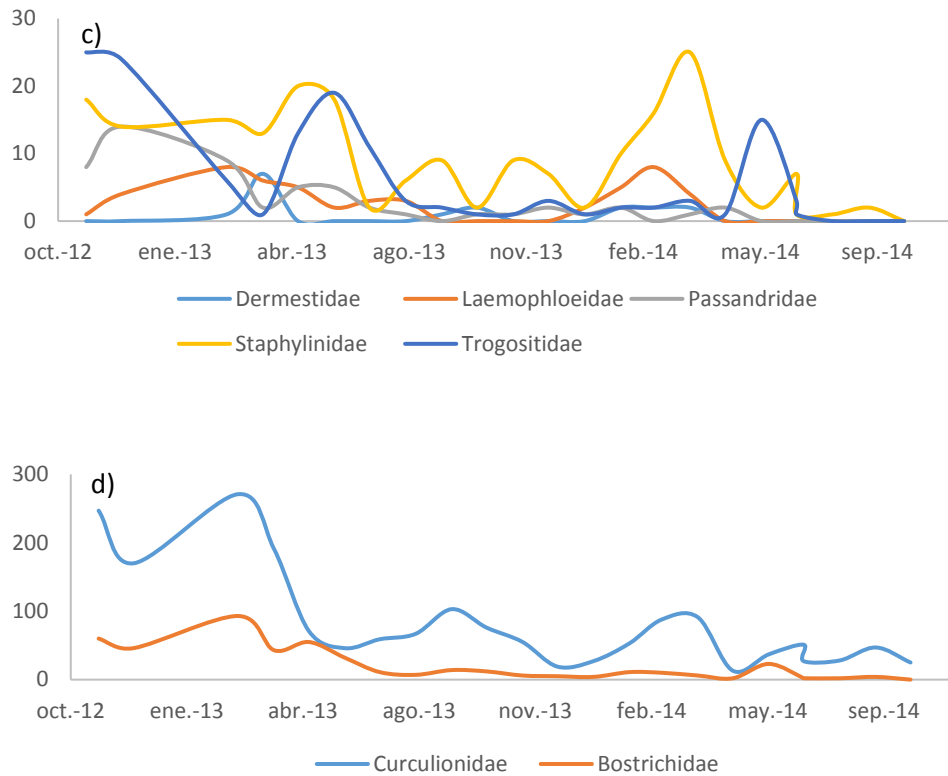 30
c)
20
10
0
oct.-12 ene.-13 abr.-13 ago.-13 nov.-13 feb.-14 may.-14 sep.-14
Dermestidae Laemophloeidae Passandridae
Staphylinidae Trogositidae
300
d)
200
100
0
oct.-12 ene.-13 abr.-13 ago.-13 nov.-13 feb.-14 may.-14 sep.-14
Curculionidae Bostrichidae